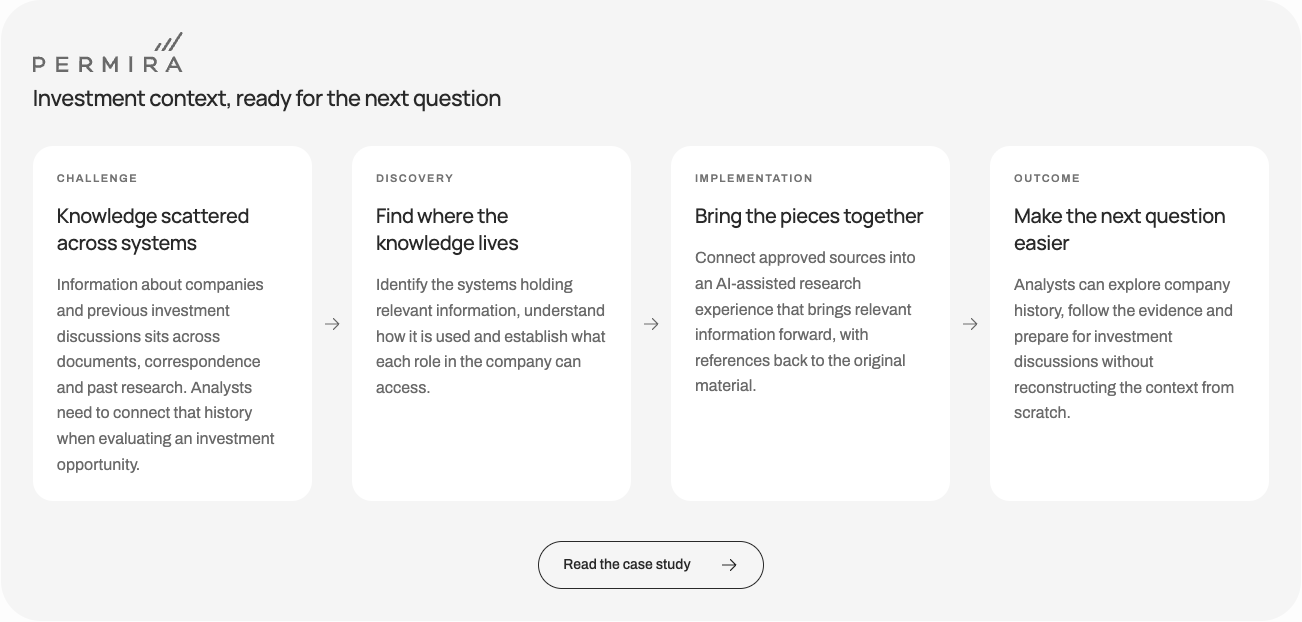 PERMIRA
Investment context, ready for the next question
CHALLENGE
Knowledge scattered
across systems
Information about companies
and previous investment
discussions sits across
documents, correspondence
and past research. Analysts
need to connect that history
when evaluating an investment
opportunity.
DISCOVERY
Find where the
knowledge lives
Identify the systems holding
relevant information, understand
how it is used and establish what
each role in the company can
access.
IMPLEMENTATION
Bring the pieces together
Connect approved sources into
an AI-assisted research
experience that brings relevant
information forward, with
references back to the original
material.
OUTCOME
Make the next question
easier
Analysts can explore company
history, follow the evidence and
prepare for investment
discussions without
reconstructing the context from
scratch.
Read the case study